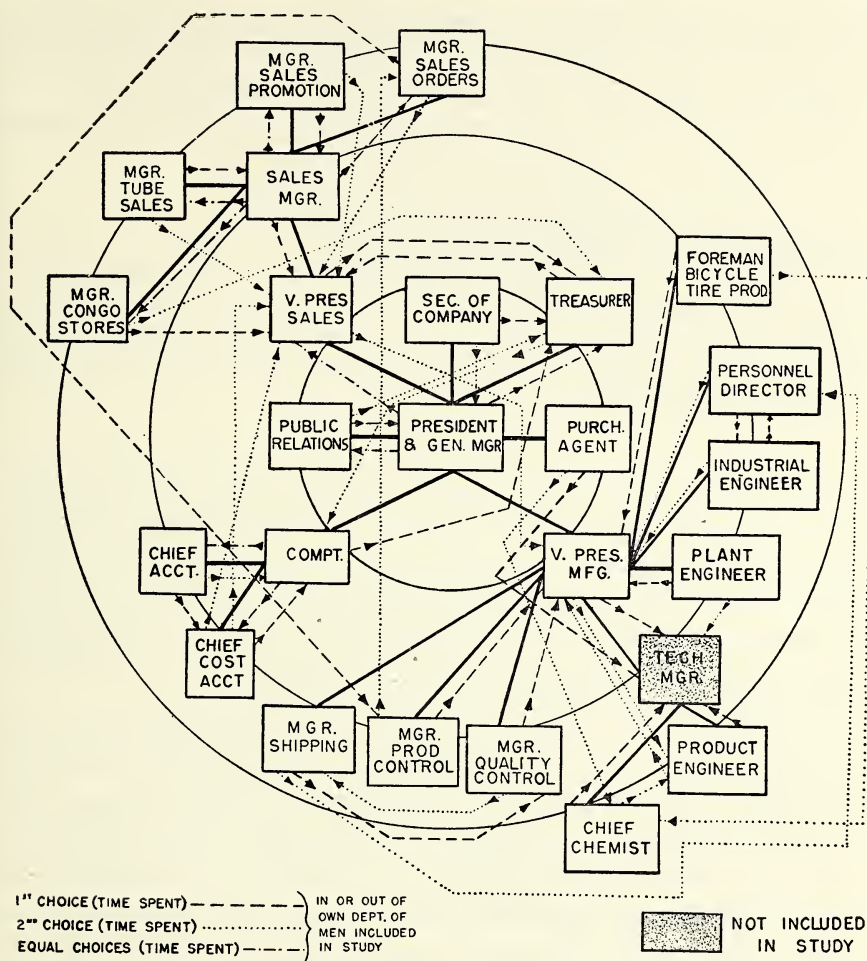 MGR.
SALES
PROMOTION
MGR.
SALES
ORDERS
MGR.
TUBE
SALES
SALES
MGR.
MGR.
CONGO
STORES
V. PRES
SALES
SEC. OF
COMPANY
TREASURER
FOREMAN
BICYCLE
TIRE PROD.
PERSONNEL
DIRECTOR
PUBLIC
RELATIONS
PRESIDENT
& GEN. MGR
PURCH.
AGENT
INDUSTRIAL
ENGINEER
CHIEF
ACCT.
COMPT.
V. PRES.
MFG.
PLANT
ENGINEER
CHIEF
COST
ACCT
TECH
MGR.
MGR.
SHIPPING
MGR.
PROD
CONTROL
MGR.
QUALITY
CONTROL
PRODUCT
ENGINEER
CHIEF
CHEMIST
1ST CHOICE (TIME SPENT)
2ND CHOICE (TIME SPENT)
EQUAL CHOICES (TIME SPENT)
IN OR OUT OF
OWN DEPT. OF
MEN INCLUDED
IN STUDY
NOT INCLUDED
IN STUDY